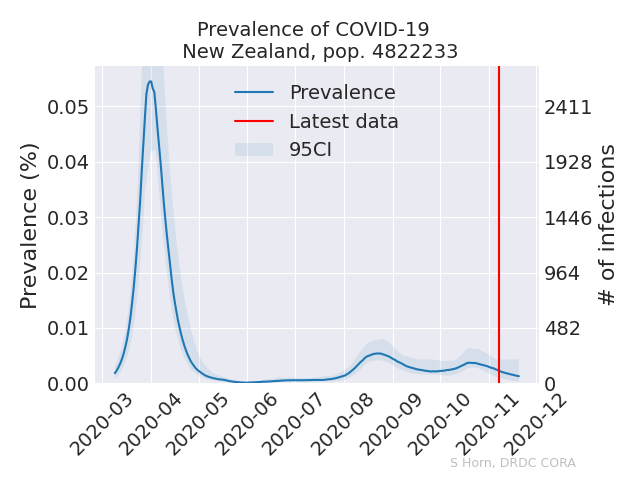 Prevalence of COVID-19
New Zealand, pop. 4822233
Prevalence
Latest data
95CI
Prevalence (%)
0.05
0.04
0.03
0.02
0.01
0.00
2411
1928
1446
964
482
0
# of infections
2020-03
2020-04
2020-05
2020-06
2020-07
2020-08
2020-09
2020-10
2020-11
2020-12
S Horn, DRDC CORA